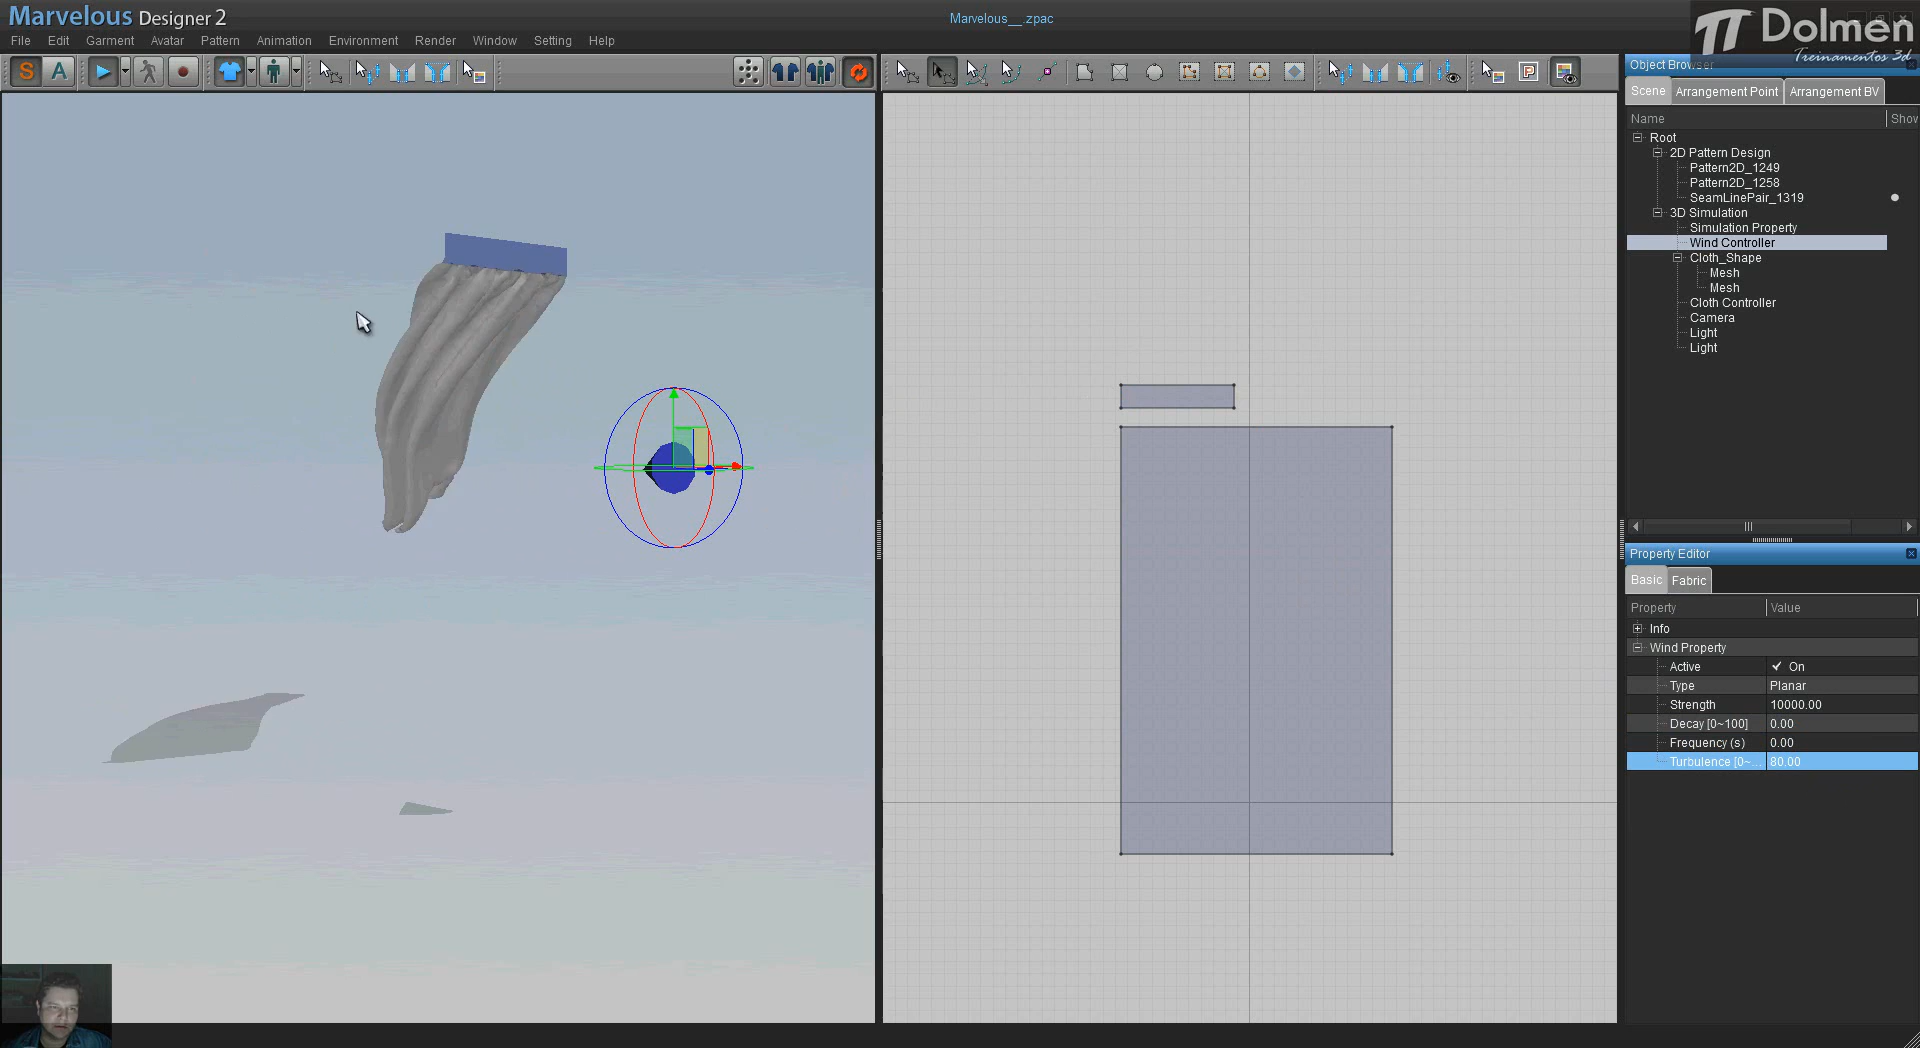 Marvelous Designer 2
Marvelous__.zpac
Dolmen
Treinamentos 3d
File Edit Garment Avatar Pattern Animation Environment Render Window Setting Help
S A
P
Object Browser
Scene Arrangement Point Arrangement BV
Name Show
Root
2D Pattern Design
Pattern2D_1249
Pattern2D_1258
SeamLinePair_1319
3D Simulation
Simulation Property
Wind Controller
Cloth_Shape
Mesh
Mesh
Cloth Controller
Camera
Light
Light
Property Editor
Basic Fabric
Property Value
Info
Wind Property
Active On
Type Planar
Strength 10000.00
Decay [0~100] 0.00
Frequency (s) 0.00
Turbulence [0~... 80.00